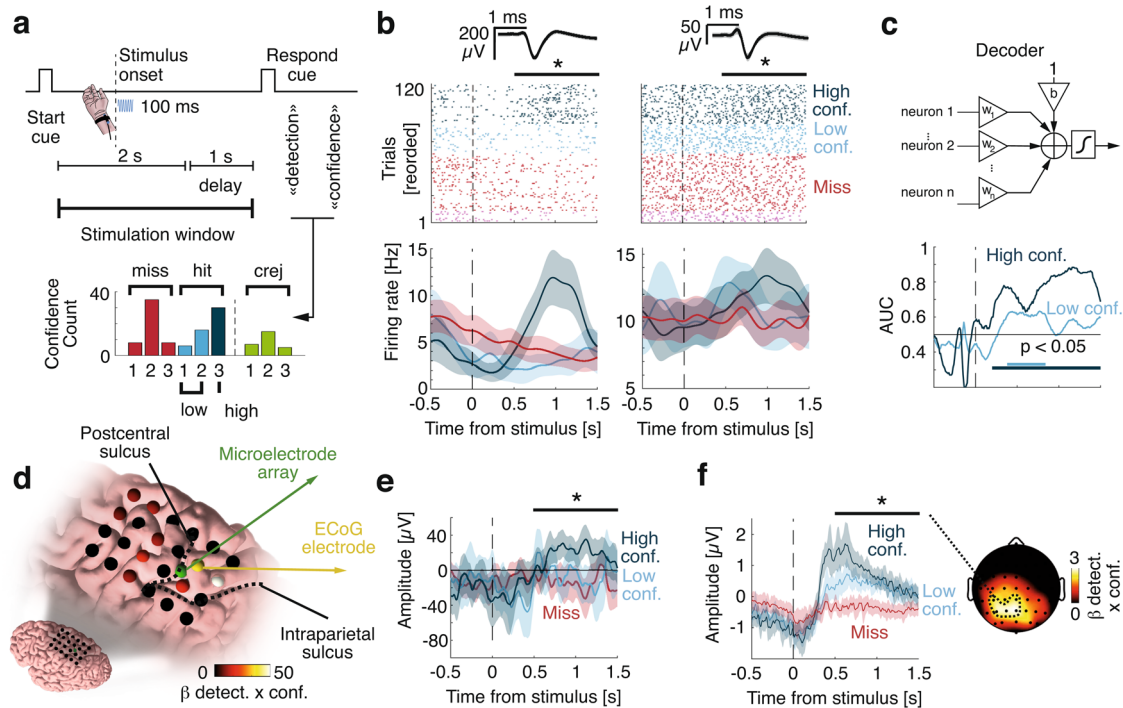 a
Stimulus
onset
100 ms
Respond
cue
Start
cue
2 s
1 s
delay
«detection»
«confidence»
Stimulation window
miss
hit
crej
Confidence
Count
40
0
1 2 3
1 2 3
1 2 3
low
high
b
1 ms
200
µV
*
1 ms
50
µV
*
Trials
[reordered]
120
1
High
conf.
Low
conf.
Miss
Firing rate [Hz]
15
10
5
0
-0.5
0
0.5
1
1.5
Time from stimulus [s]
15
10
5
-0.5
0
0.5
1
1.5
Time from stimulus [s]
c
Decoder
1
b
neuron 1
w1
neuron 2
w2
neuron n
wn
AUC
1
0.8
0.6
0.4
High conf.
Low conf.
p < 0.05
d
Postcentral
sulcus
Microelectrode
array
ECoG
electrode
Intraparietal
sulcus
0
50
β detect. x conf.
e
*
Amplitude [µV]
40
0
-40
-80
High
conf.
Low
conf.
Miss
-0.5
0
0.5
1
1.5
Time from stimulus [s]
f
*
Amplitude [µV]
2
1
0
-1
High
conf.
Low
conf.
Miss
-0.5
0
0.5
1
1.5
Time from stimulus [s]
3
0
β detect.
x conf.